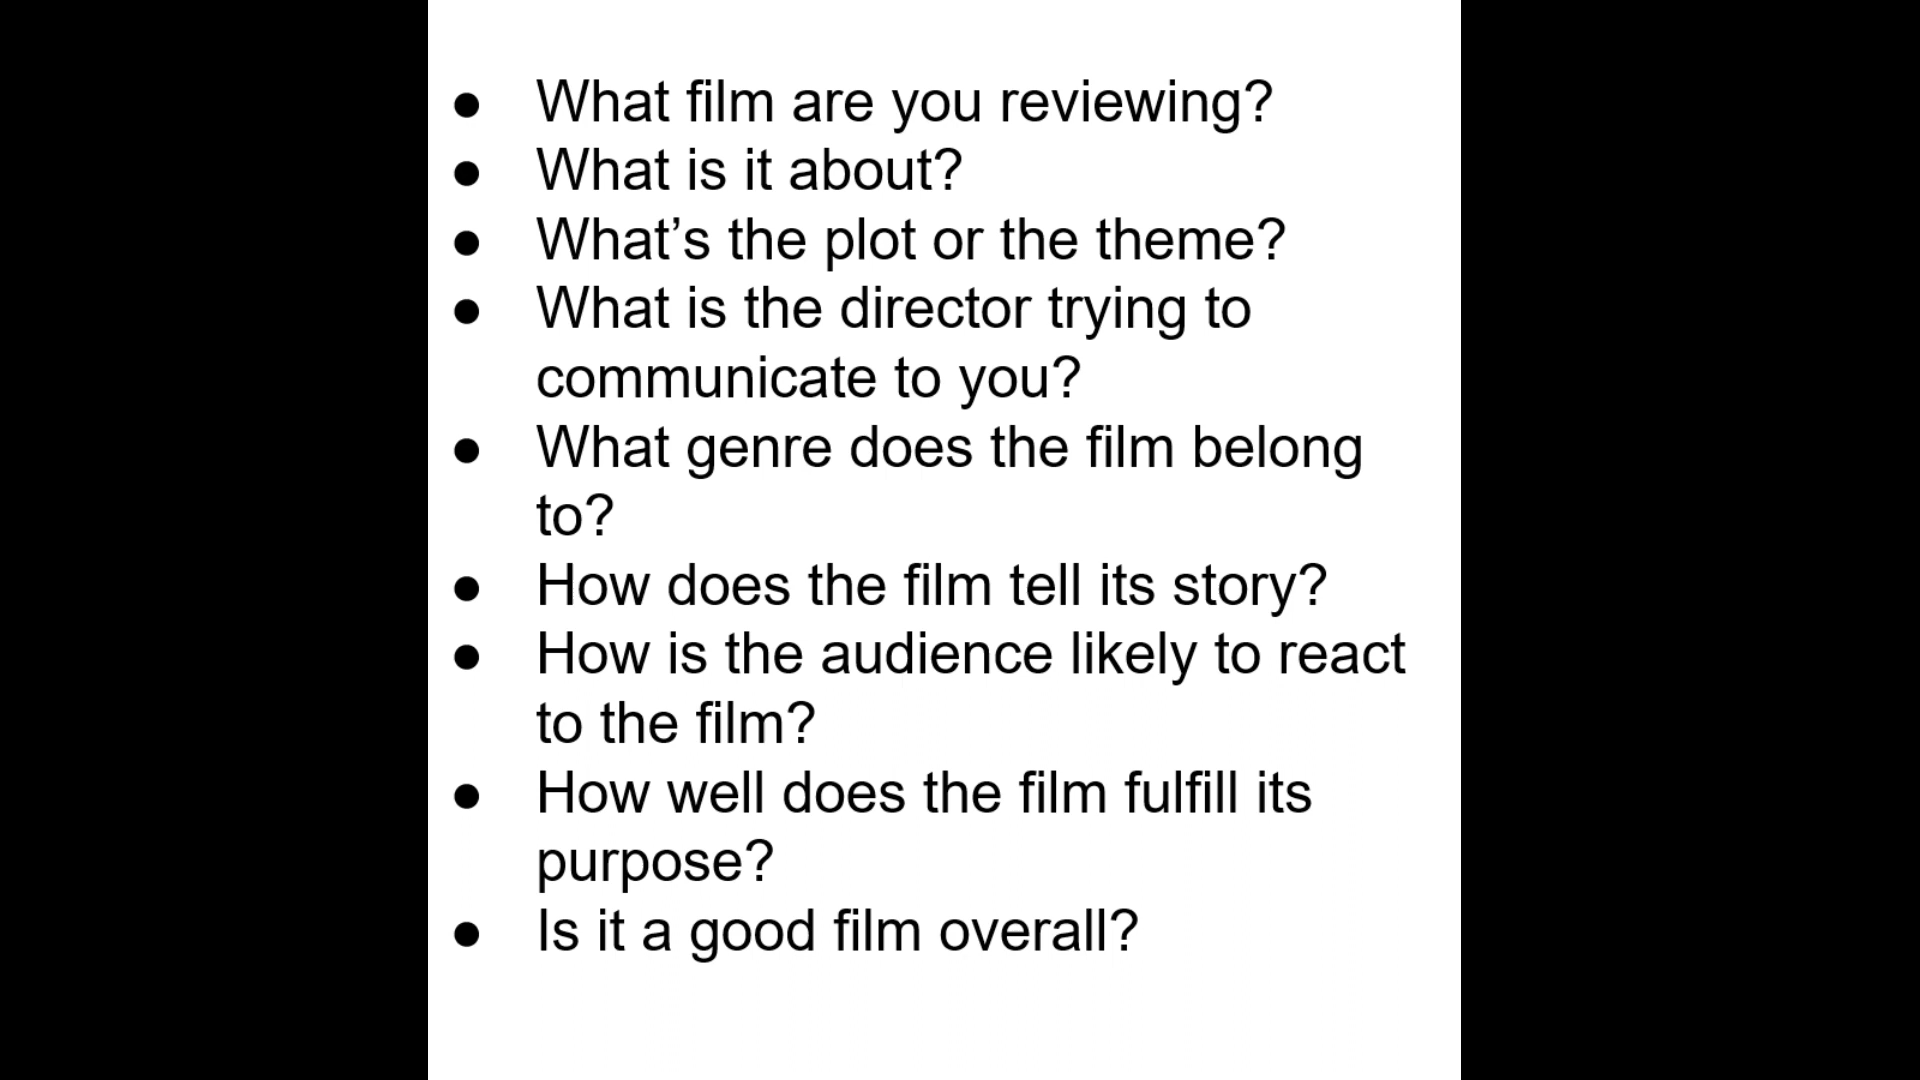 ● What film are you reviewing?
● What is it about?
● What’s the plot or the theme?
● What is the director trying to
communicate to you?
● What genre does the film belong
to?
● How does the film tell its story?
● How is the audience likely to react
to the film?
● How well does the film fulfill its
purpose?
● Is it a good film overall?